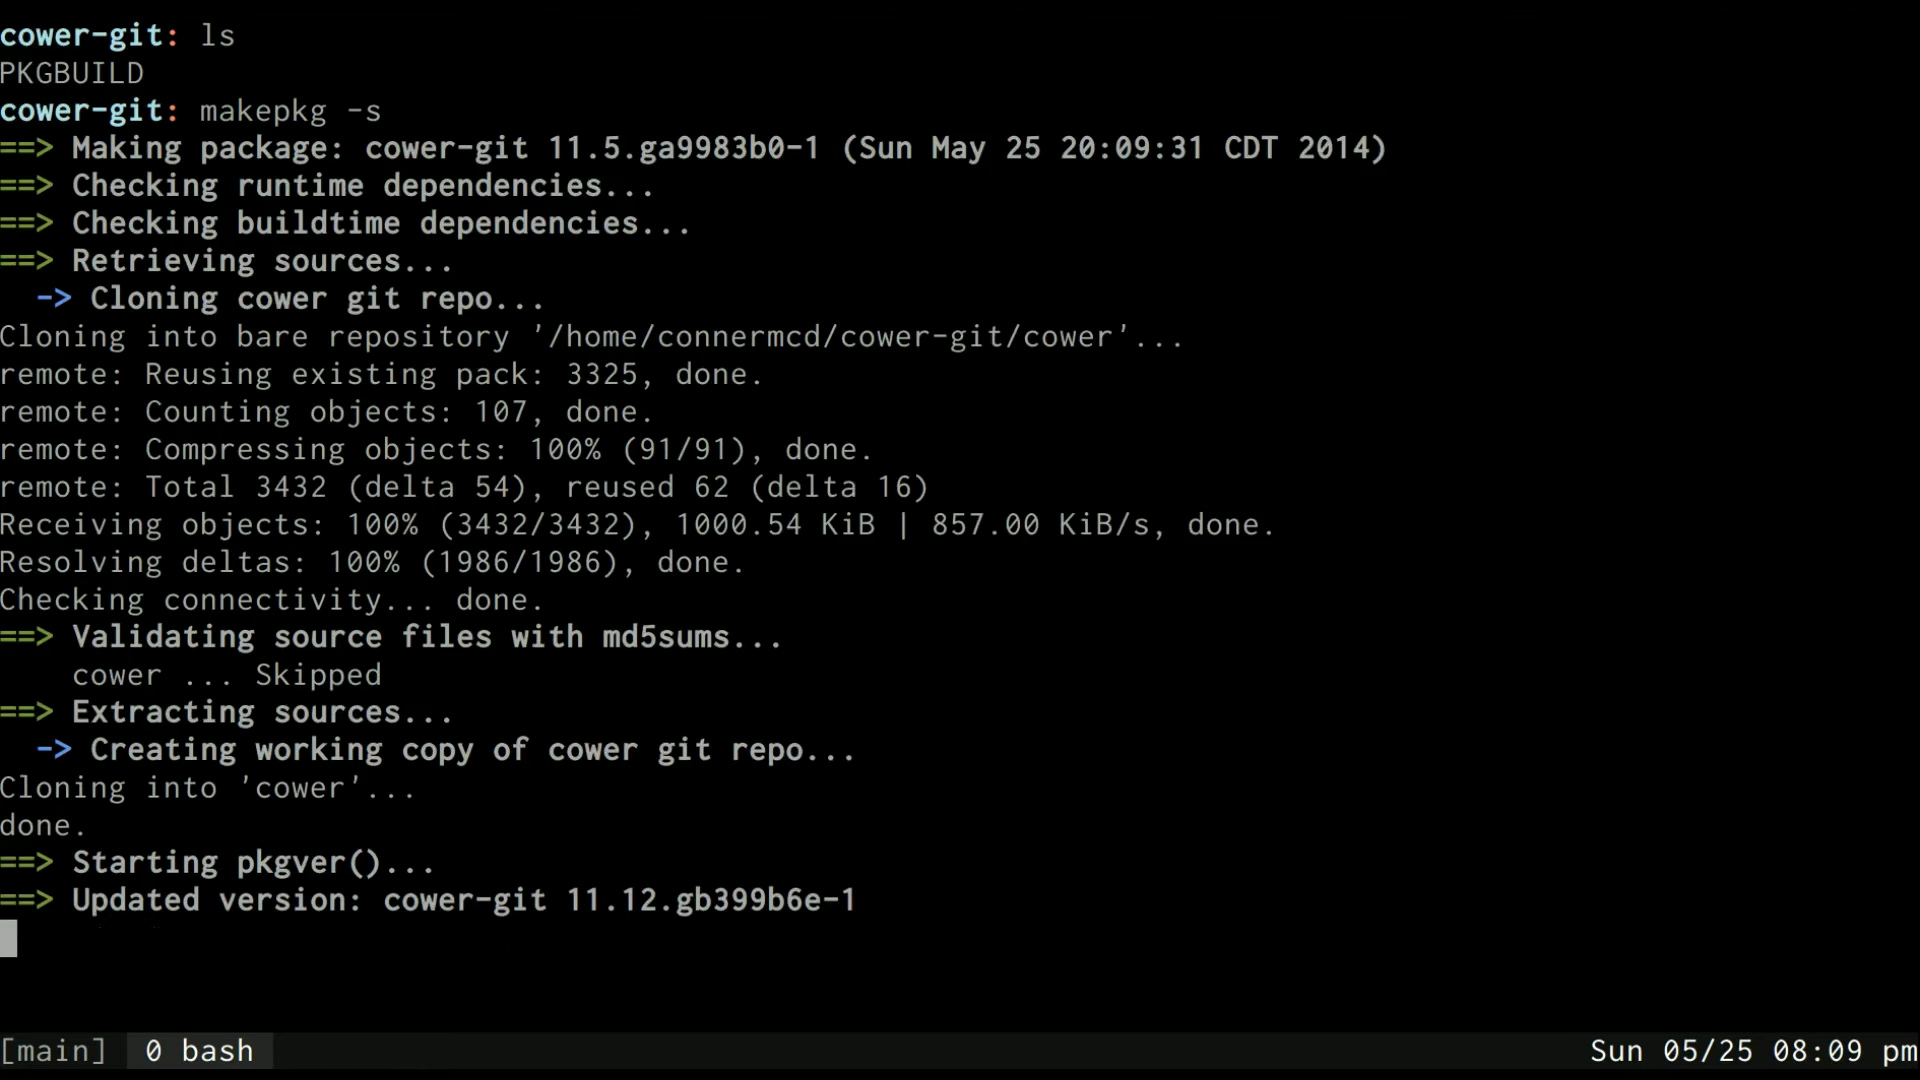 cower-git: ls
PKGBUILD
cower-git: makepkg -s
==> Making package: cower-git 11.5.ga9983b0-1 (Sun May 25 20:09:31 CDT 2014)
==> Checking runtime dependencies...
==> Checking buildtime dependencies...
==> Retrieving sources...
  -> Cloning cower git repo...
Cloning into bare repository '/home/connermcd/cower-git/cower'...
remote: Reusing existing pack: 3325, done.
remote: Counting objects: 107, done.
remote: Compressing objects: 100% (91/91), done.
remote: Total 3432 (delta 54), reused 62 (delta 16)
Receiving objects: 100% (3432/3432), 1000.54 KiB | 857.00 KiB/s, done.
Resolving deltas: 100% (1986/1986), done.
Checking connectivity... done.
==> Validating source files with md5sums...
    cower ... Skipped
==> Extracting sources...
  -> Creating working copy of cower git repo...
Cloning into 'cower'...
done.
==> Starting pkgver()...
==> Updated version: cower-git 11.12.gb399b6e-1
[main] 0 bash Sun 05/25 08:09 pm